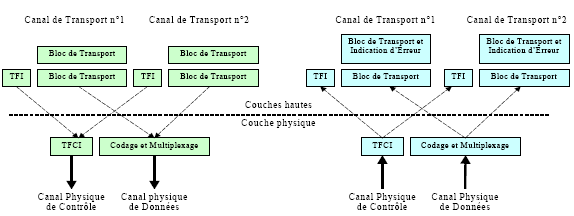 Canal de Transport n°1
Canal de Transport n°2
Canal de Transport n°1
Canal de Transport n°2
Bloc de Transport
Bloc de Transport
Bloc de Transport et
Indication d'Erreur
Bloc de Transport et
Indication d'Erreur
TFI
Bloc de Transport
TFI
Bloc de Transport
TFI
Bloc de Transport
TFI
Bloc de Transport
Couches hautes
Couche physique
TFCI
Codage et Multiplexage
TFCI
Codage et Multiplexage
Canal Physique
de Contrôle
Canal physique
de Données
Canal Physique
de Contrôle
Canal Physique
de Données